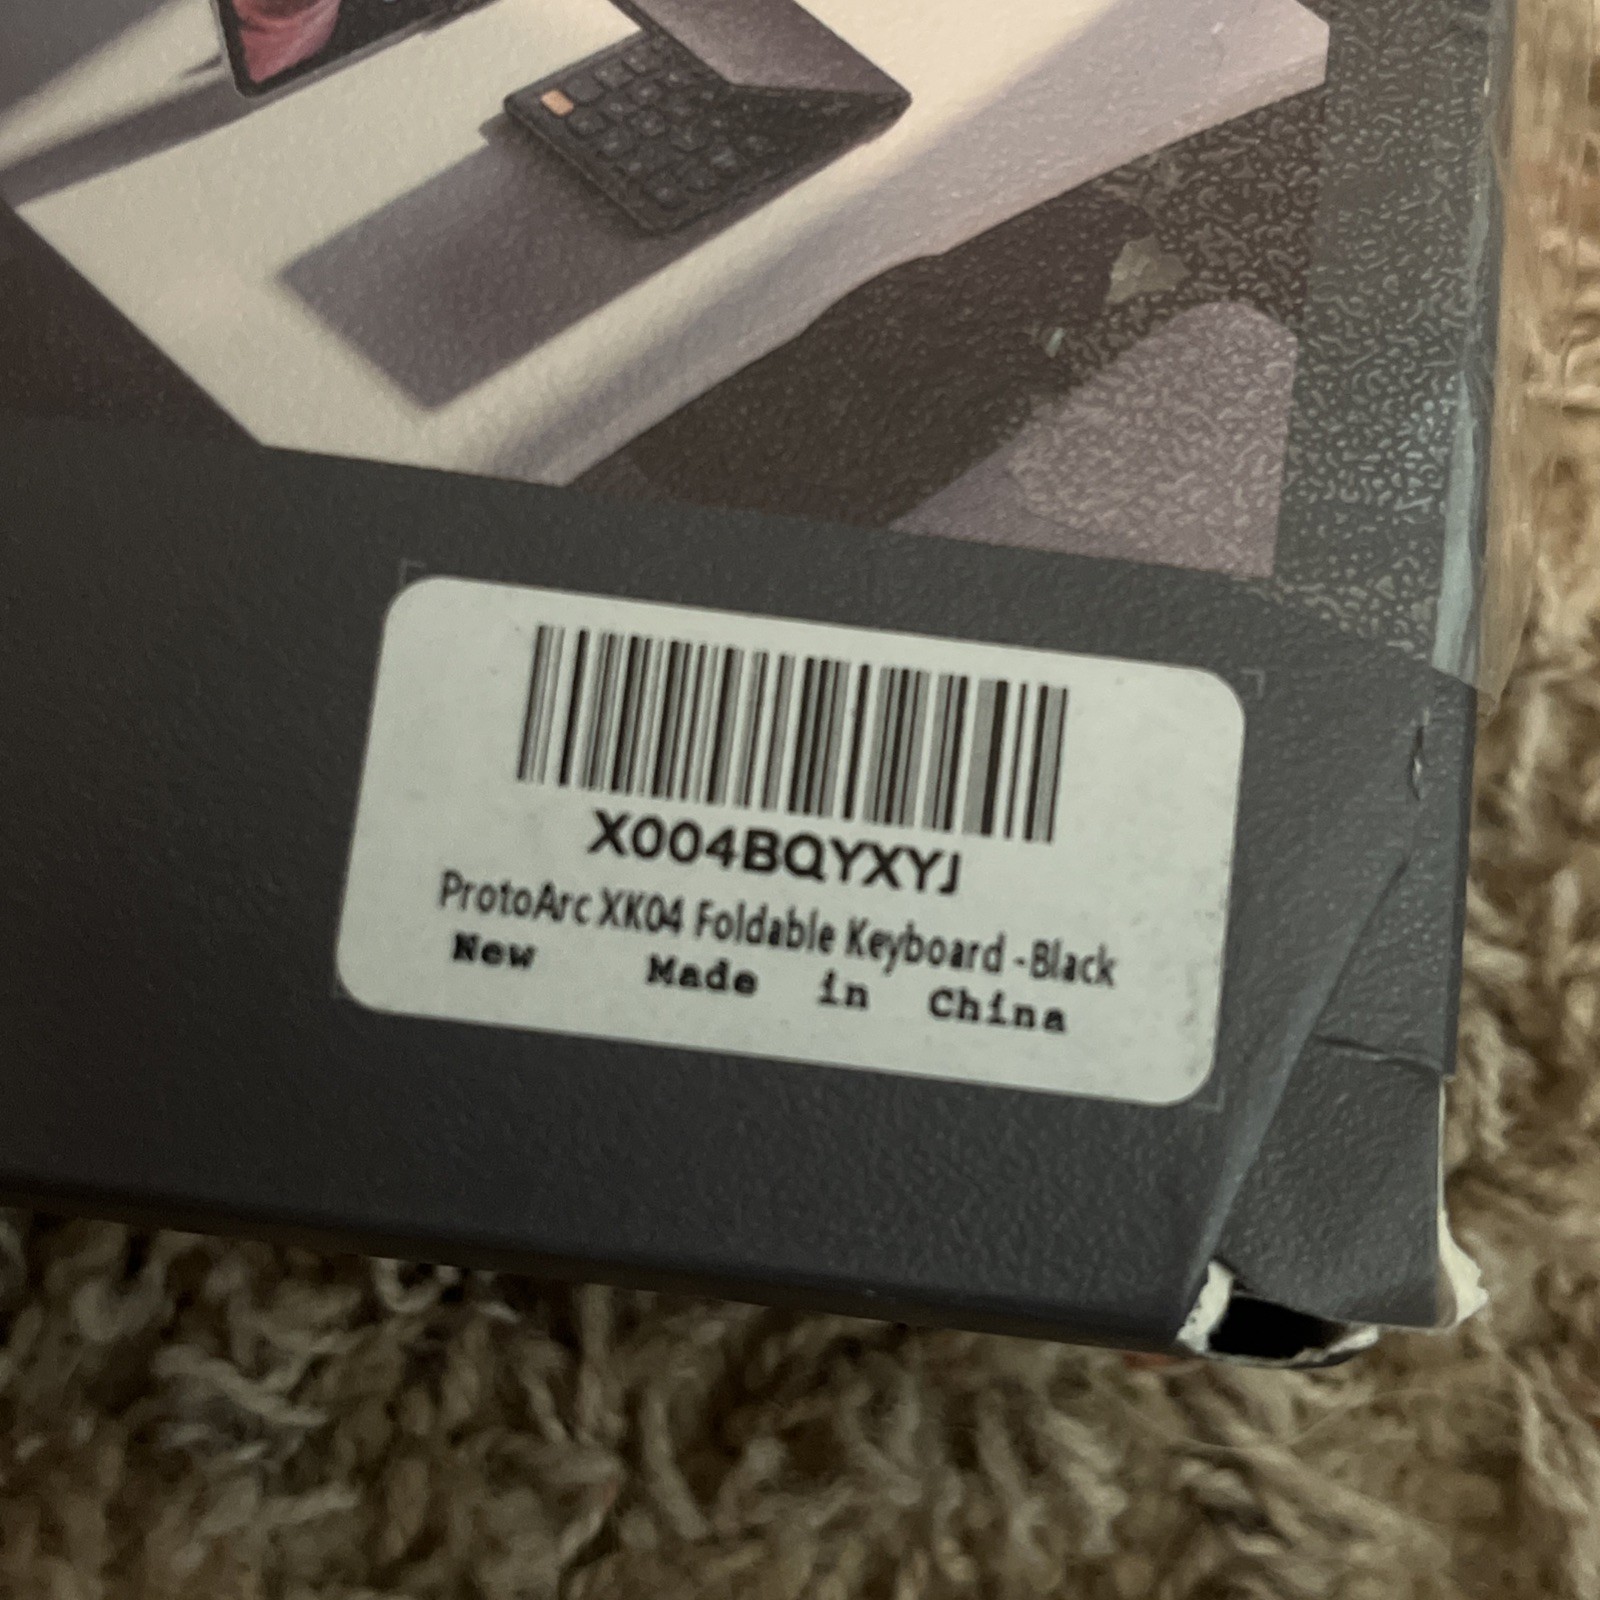 X004BQYXYJ
ProtoArc XK04 Foldable Keyboard -Black
New Made in China